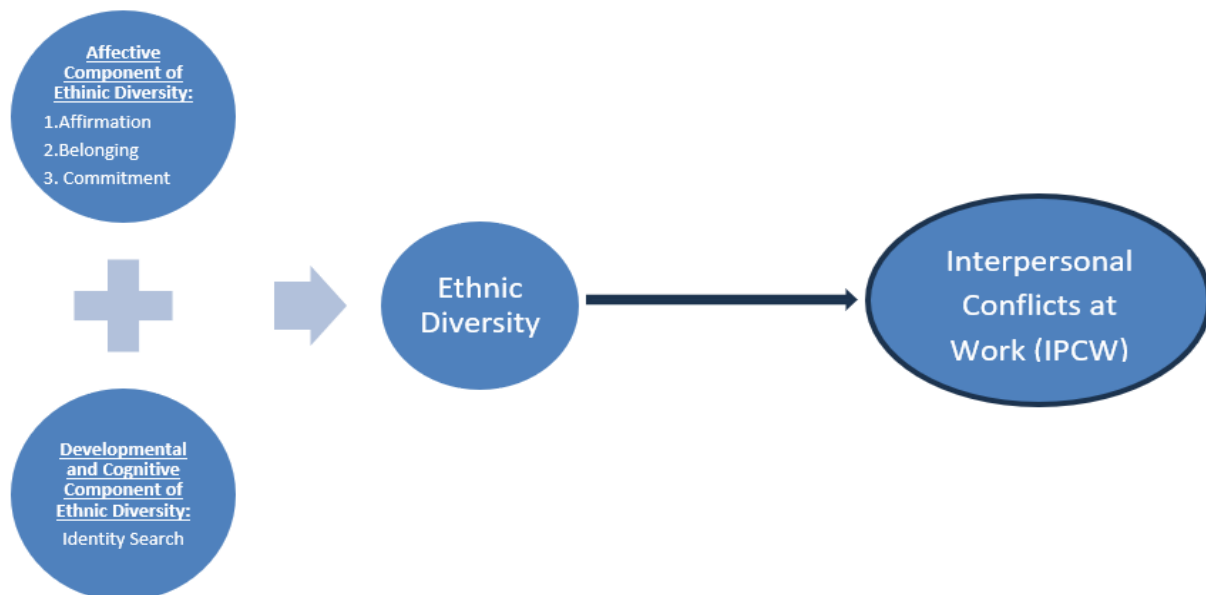 Affective
Component of
Ethinic Diversity:
1.Affirmation
2.Belonging
3. Commitment
Developmental
and Cognitive
Component of
Ethnic Diversity:
Identity Search
Ethnic
Diversity
Interpersonal
Conflicts at
Work (IPCW)